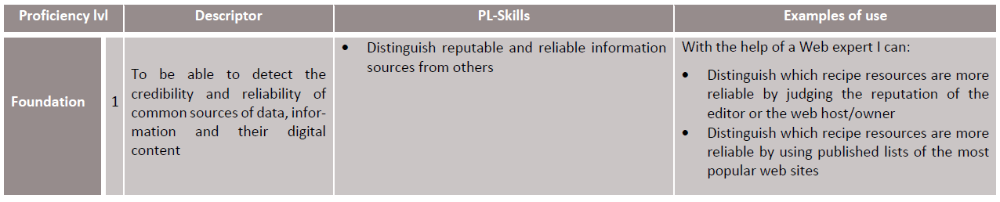 Proficiency lvl
Descriptor
PL-Skills
Examples of use
Foundation
1
To be able to detect the
credibility and reliability of
common sources of data, infor-
mation and their digital
content
• Distinguish reputable and reliable information
sources from others
With the help of a Web expert I can:
• Distinguish which recipe resources are more
reliable by judging the reputation of the
editor or the web host/owner
• Distinguish which recipe resources are more
reliable by using published lists of the most
popular web sites